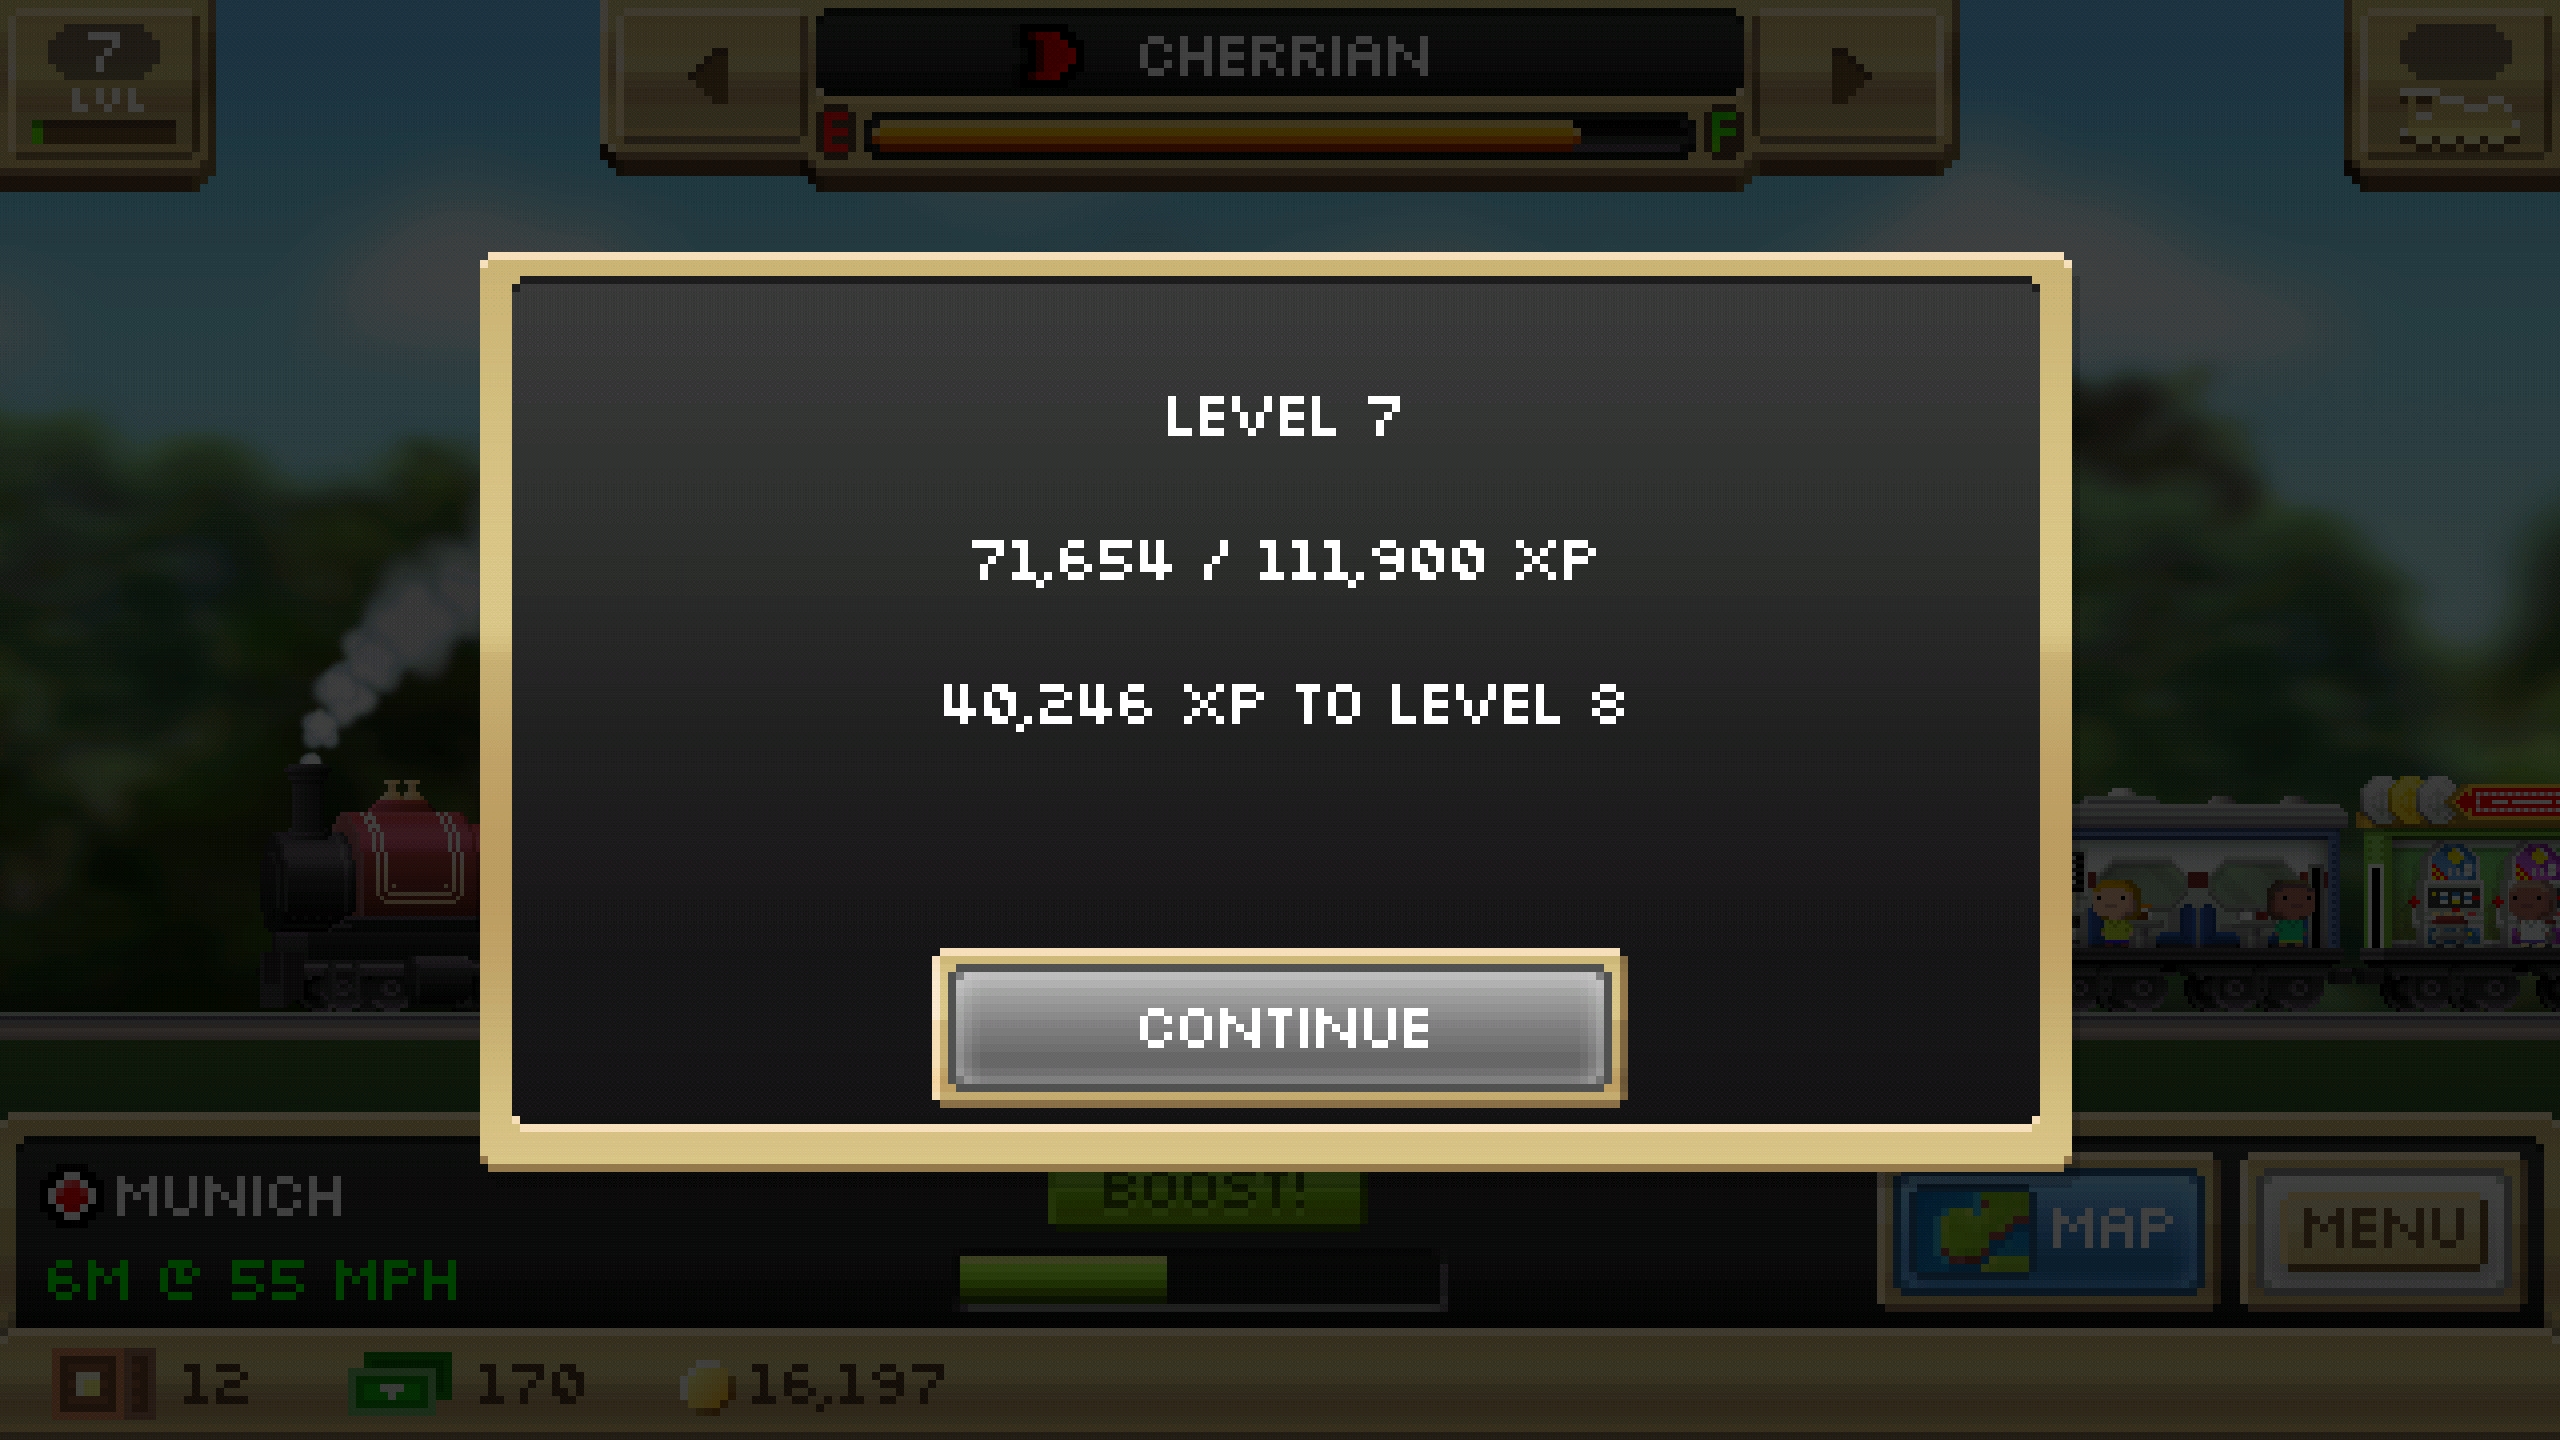 7
LVL
CHERRIAN
E F
LEVEL 7
71,654 / 111,900 XP
40,246 XP TO LEVEL 8
CONTINUE
MUNICH
BOOST!
MAP
MENU
6M @ 55 MPH
12 170 16,197